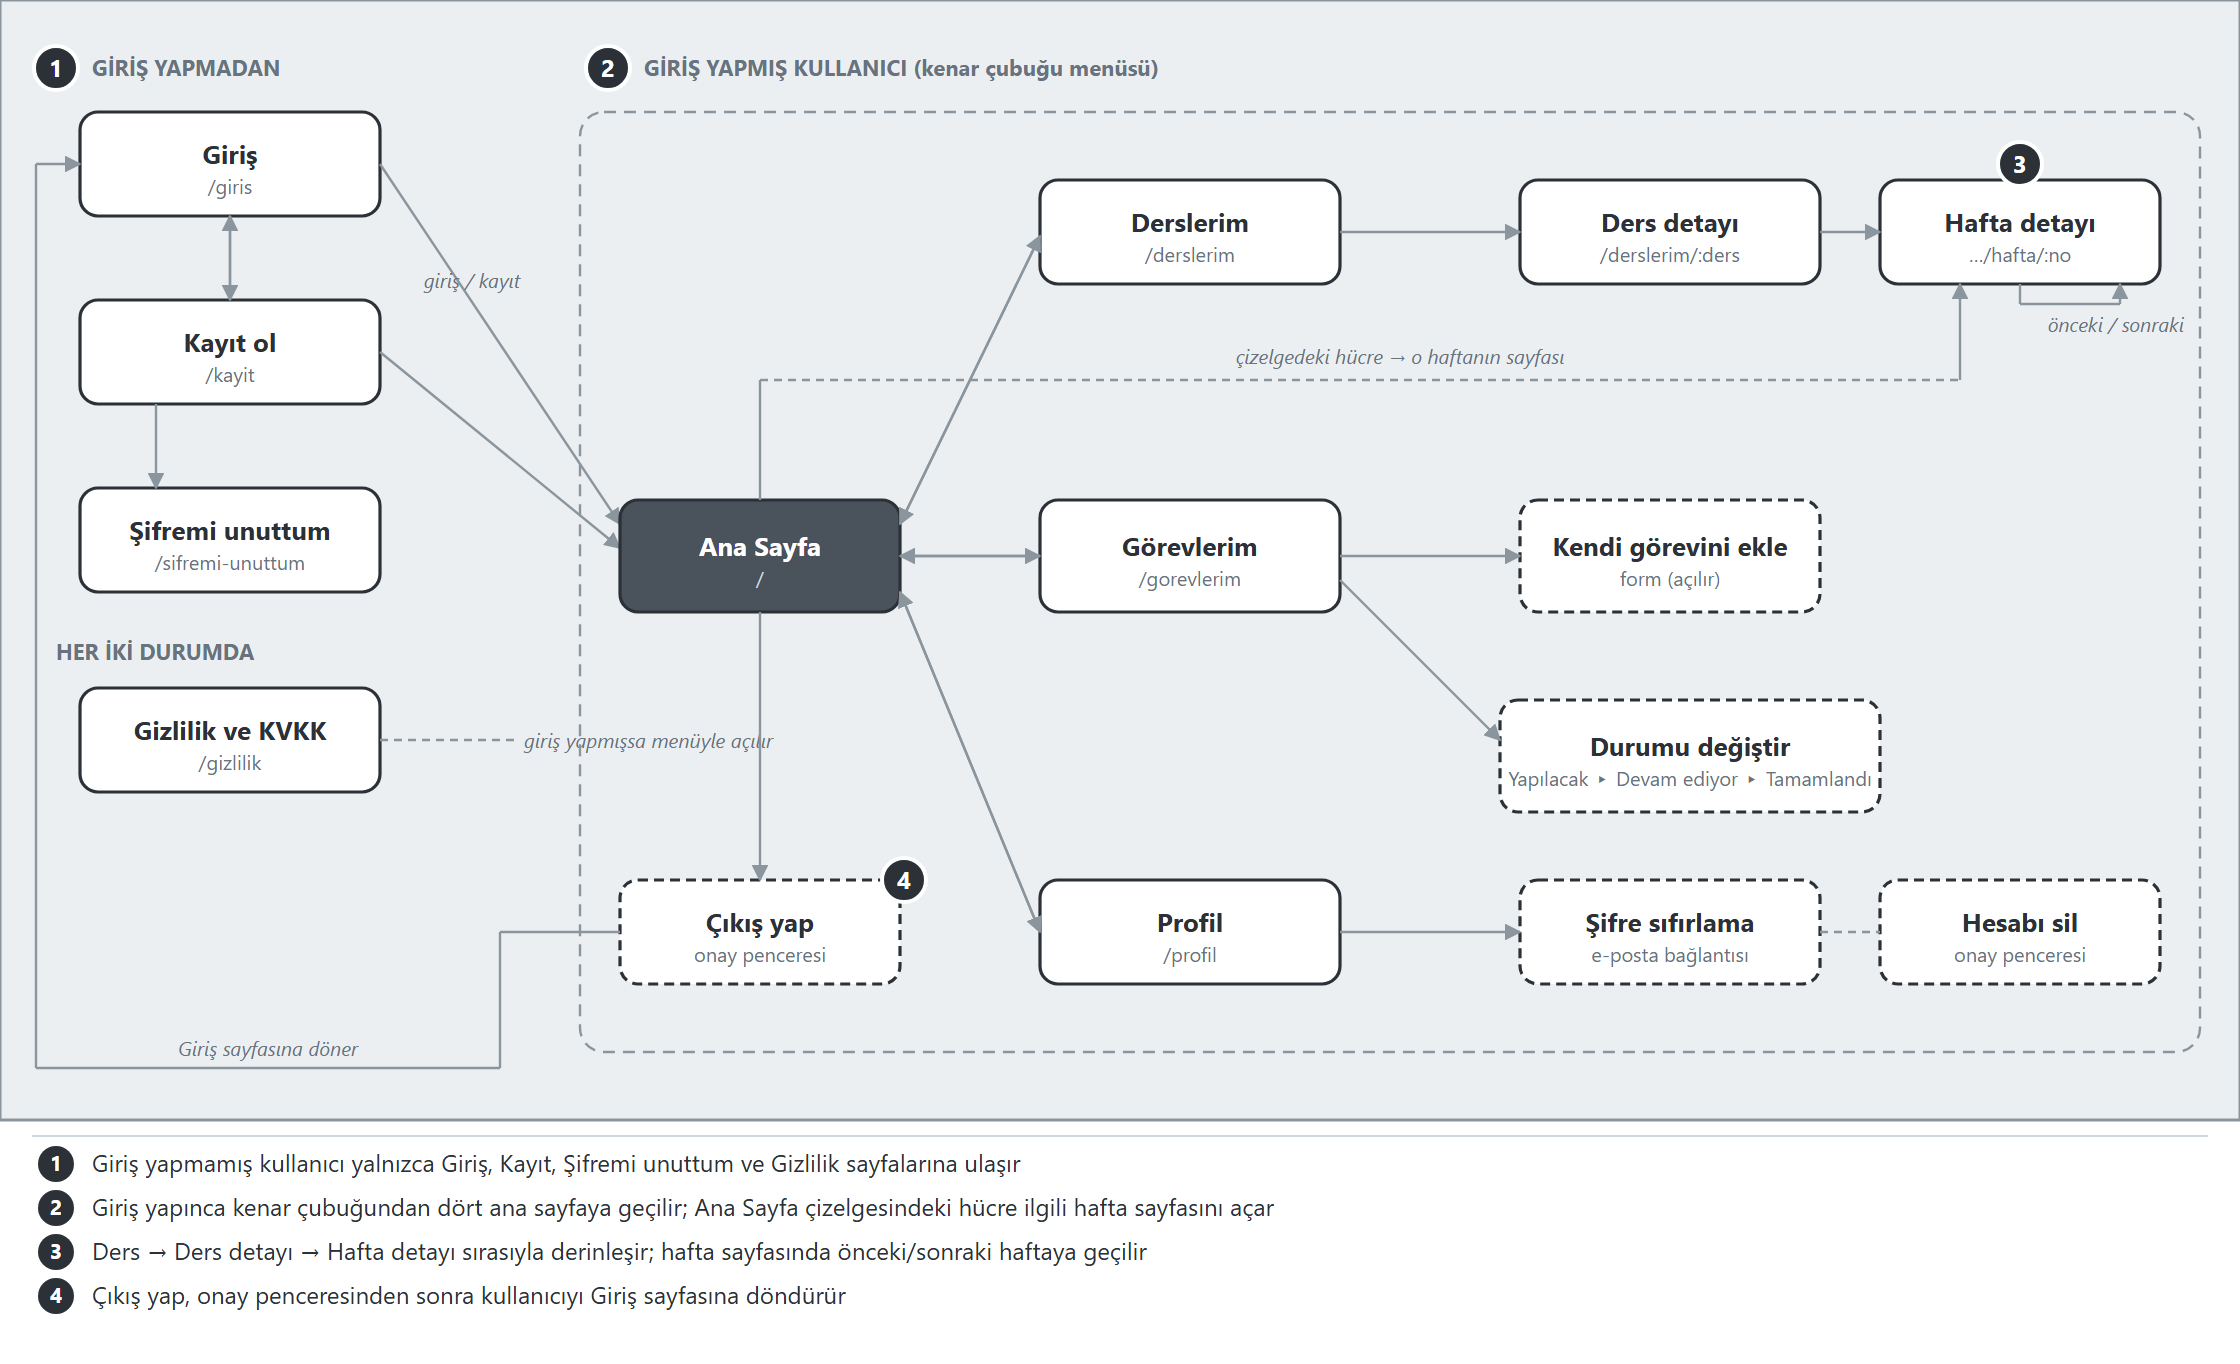 1 GİRİŞ YAPMADAN
Giriş
/giris
giriş / kayıt
Kayıt ol
/kayit
Şifremi unuttum
/sifremi-unuttum
HER İKİ DURUMDA
Gizlilik ve KVKK
/gizlilik
giriş yapmışsa menüyle açılır
2 GİRİŞ YAPMIŞ KULLANICI (kenar çubuğu menüsü)
Derslerim
/derslerim
Ders detayı
/derslerim/:ders
3
Hafta detayı
.../hafta/:no
önceki / sonraki
çizelgedeki hücre → o haftanın sayfası
Ana Sayfa
/
Görevlerim
/gorevlerim
Kendi görevini ekle
form (açılır)
Durumu değiştir
Yapılacak ▸ Devam ediyor ▸ Tamamlandı
4
Çıkış yap
onay penceresi
Profil
/profil
Şifre sıfırlama
e-posta bağlantısı
Hesabı sil
onay penceresi
Giriş sayfasına döner
1 Giriş yapmamış kullanıcı yalnızca Giriş, Kayıt, Şifremi unuttum ve Gizlilik sayfalarına ulaşır
2 Giriş yapınca kenar çubuğundan dört ana sayfaya geçilir; Ana Sayfa çizelgesindeki hücre ilgili hafta sayfasını açar
3 Ders → Ders detayı → Hafta detayı sırasıyla derinleşir; hafta sayfasında önceki/sonraki haftaya geçilir
4 Çıkış yap, onay penceresinden sonra kullanıcıyı Giriş sayfasına döndürür